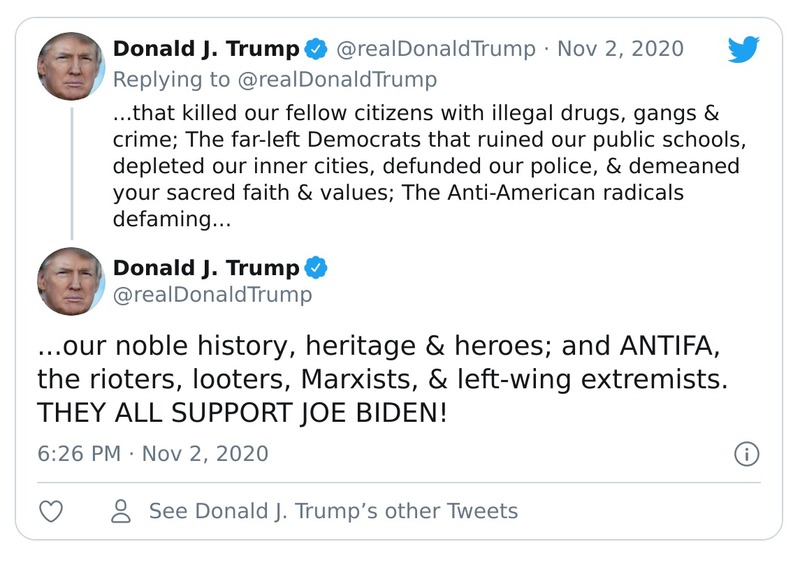 Donald J. Trump @realDonaldTrump · Nov 2, 2020
Replying to @realDonaldTrump
...that killed our fellow citizens with illegal drugs, gangs &
crime; The far-left Democrats that ruined our public schools,
depleted our inner cities, defunded our police, & demeaned
your sacred faith & values; The Anti-American radicals
defaming...
Donald J. Trump
@realDonaldTrump
...our noble history, heritage & heroes; and ANTIFA,
the rioters, looters, Marxists, & left-wing extremists.
THEY ALL SUPPORT JOE BIDEN!
6:26 PM · Nov 2, 2020
See Donald J. Trump’s other Tweets